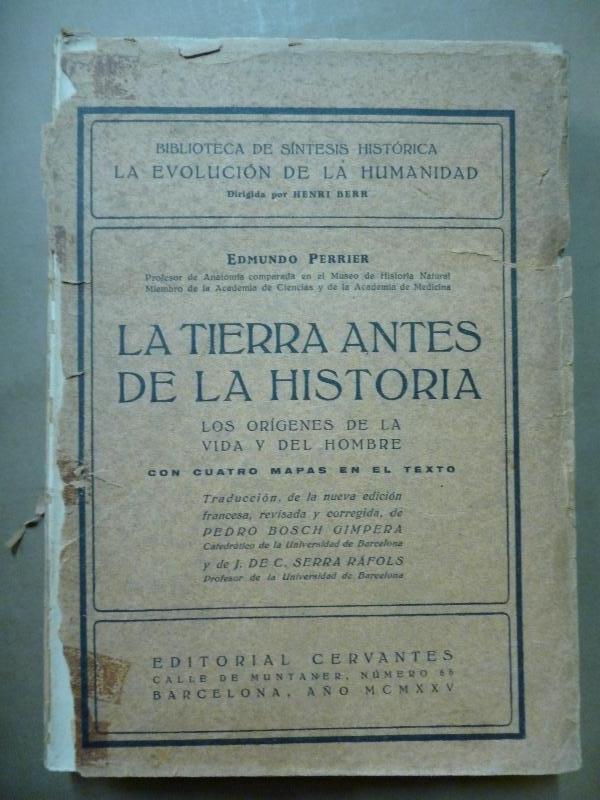 BIBLIOTECA DE SÍNTESIS HISTÓRICA
LA EVOLUCIÓN DE LA HUMANIDAD
Dirigida por HENRI BERR
EDMUNDO PERRIER
Profesor de Anatomía comparada en el Museo de Historia Natural
Miembro de la Academia de Ciencias y de la Academia de Medicina
LA TIERRA ANTES
DE LA HISTORIA
LOS ORÍGENES DE LA
VIDA Y DEL HOMBRE
CON CUATRO MAPAS EN EL TEXTO
Traducción, de la nueva edición
francesa, revisada y corregida, de
PEDRO BOSCH GIMPERA
Catedrático de la Universidad de Barcelona
y de J. DE C. SERRA RÁFOLS
Profesor de la Universidad de Barcelona
EDITORIAL CERVANTES
CALLE DE MUNTANER, NÚMERO 65
BARCELONA, AÑO MCMXXV